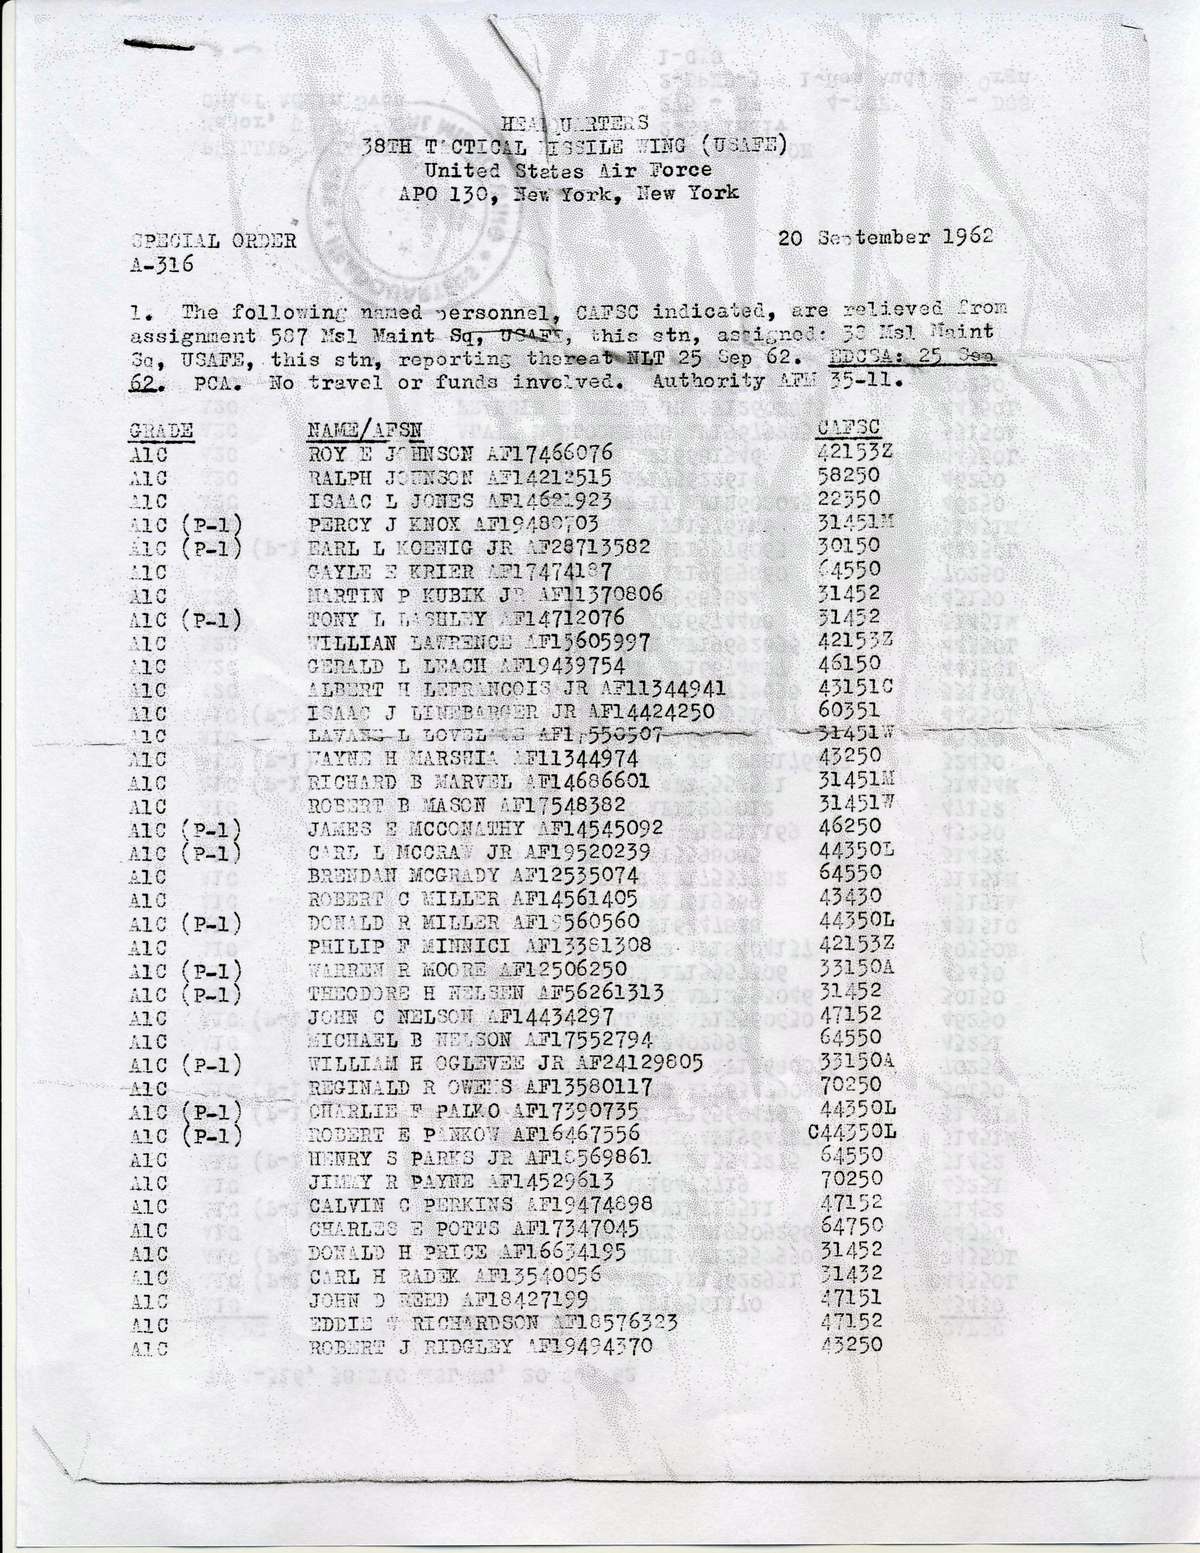 HEADQUARTERS
38TH TACTICAL MISSILE WING (USAFE)
United States Air Force
APO 130, New York, New York
SPECIAL ORDER 20 September 1962
A-316
1. The following named personnel, CAFSC indicated, are relieved from
assignment 587 Msl Maint Sq, USAFE, this stn, assigned: 38 Msl Maint
Sq, USAFE, this stn, reporting thereat NLT 25 Sep 62. EDCSA: 25 Sep
62. PCA. No travel or funds involved. Authority AFM 35-11.
GRADE NAME/AFSN CAFSC
A1C ROY E JOHNSON AF17466076 42153Z
A1C RALPH JOHNSON AF14212515 58250
A1C ISAAC L JONES AF14621923 22350
A1C (P-1) PERCY J KNOX AF19480703 31451M
A1C (P-1) EARL L KOENIG JR AF28713582 30150
A1C GAYLE E KRIER AF17474187 64550
A1C MARTIN P KUBIK JR AF11370806 31452
A1C (P-1) TONY L LASHLEY AF14712076 31452
A1C WILLIAN LAWRENCE AF15605997 42153Z
A1C GERALD L LEACH AF19439754 46150
A1C ALBERT H LEFRANCOIS JR AF11344941 43151C
A1C ISAAC J LINEBARGER JR AF14424250 60351
A1C L 31451W
A1C WAYNE H MARSHIA AF11344974 43250
A1C RICHARD B MARVEL AF14686601 31451M
A1C ROBERT B MASON AF17548382 31451W
A1C (P-1) JAMES E MCCONATHY AF14545092 46250
A1C (P-1) CARL L MCCRAW JR AF19520239 44350L
A1C BRENDAN MCGRADY AF12535074 64550
A1C ROBERT C MILLER AF14561405 43430
A1C (P-1) DONALD R MILLER AF19560560 44350L
A1C PHILIP F MINNICI AF13381308 42153Z
A1C (P-1) WARREN R MOORE AF12506250 33150A
A1C (P-1) THEODORE H NELSEN AF56261313 31452
A1C JOHN C NELSON AF14434297 47152
A1C MICHAEL B NELSON AF17552794 64550
A1C (P-1) WILLIAM H OGLEVEE JR AF24129805 33150A
A1C REGINALD R OWENS AF13580117 70250
A1C (P-1) CHARLIE F PALKO AF17390735 44350L
A1C (P-1) ROBERT E PANKOW AF16467556 C44350L
A1C HENRY S PARKS JR AF18569861 64550
A1C JIMMY R PAYNE AF14529613 70250
A1C CALVIN C PERKINS AF19474898 47152
A1C CHARLES E POTTS AF17347045 64750
A1C DONALD H PRICE AF16634195 31452
A1C CARL H RADEK AF13540056 31432
A1C JOHN D REED AF18427199 47151
A1C EDDIE W RICHARDSON AF18576323 47152
A1C ROBERT J RIDGLEY AF19494370 43250